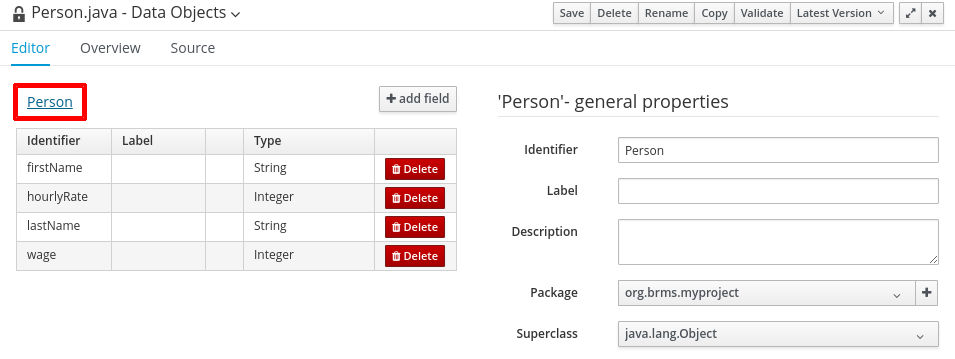 Person.java - Data Objects
Save Delete Rename Copy Validate Latest Version
Editor Overview Source
Person
+ add field
Identifier Label Type
firstName String Delete
hourlyRate Integer Delete
lastName String Delete
wage Integer Delete
'Person'- general properties
Identifier Person
Label
Description
Package org.brms.myproject +
Superclass java.lang.Object